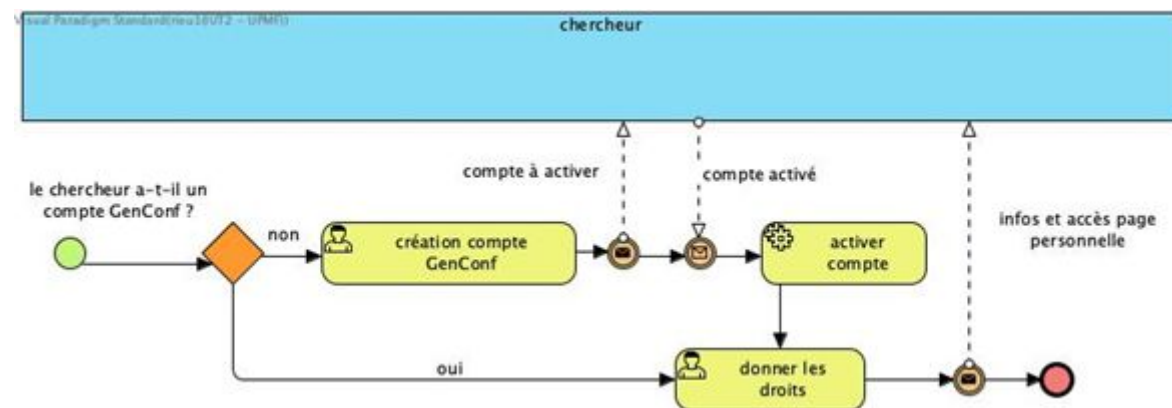 chercheur
compte à activer
compte activé
le chercheur a-t-il un
compte GenConf ?
infos et accès page
personnelle
non
création compte
GenConf
activer
compte
oui
donner les
droits